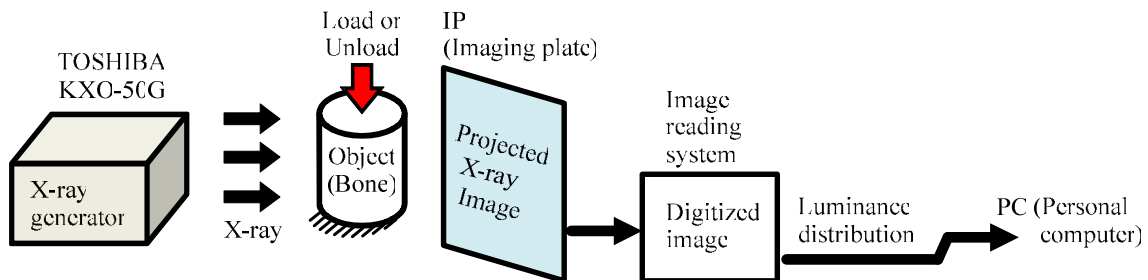 TOSHIBA
KXO-50G
X-ray
generator
X-ray
Load or
Unload
Object
(Bone)
IP
(Imaging plate)
Projected
X-ray
Image
Image
reading
system
Digitized
image
Luminance
distribution
PC (Personal
computer)